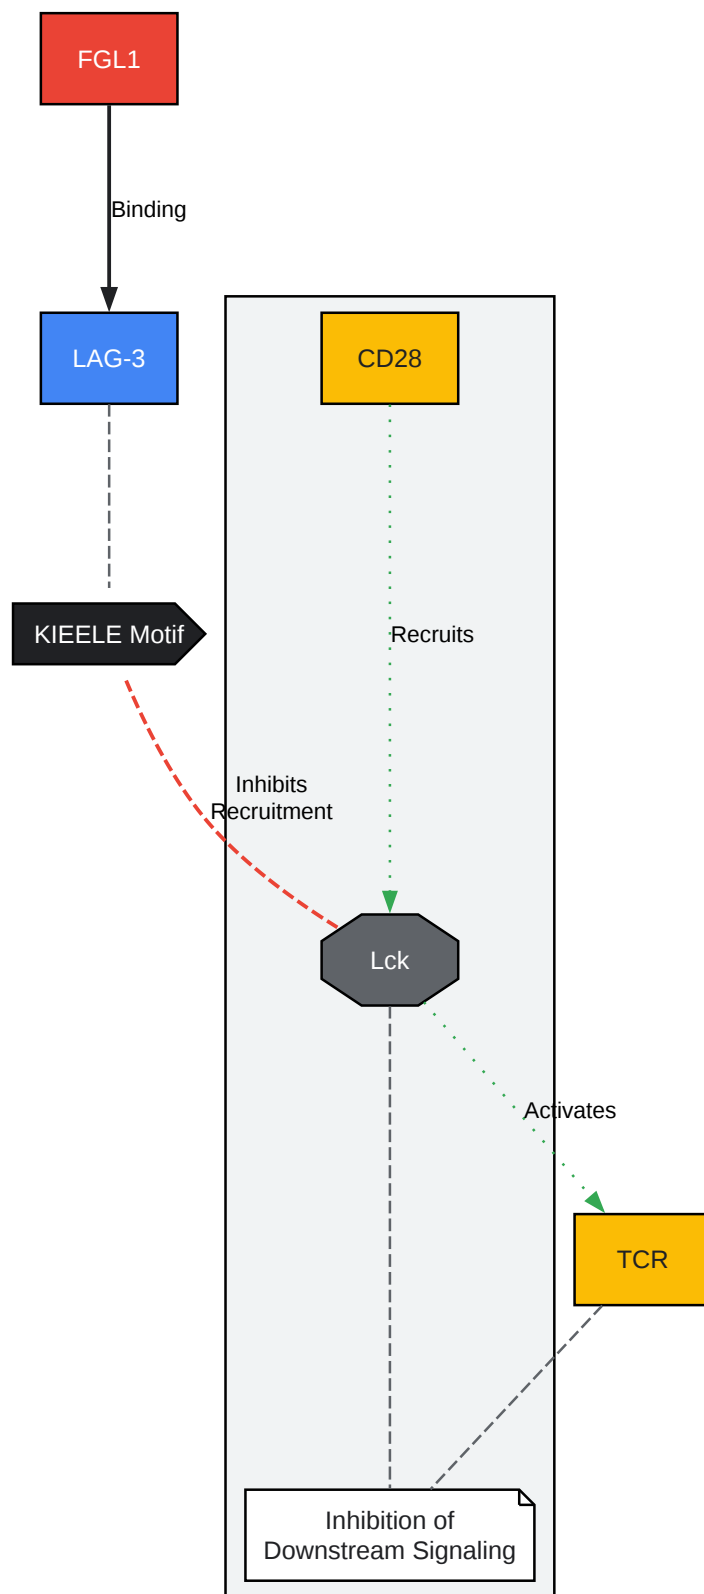 FGL1
Binding
LAG-3
CD28
KIEELE Motif
Recruits
Inhibits
Recruitment
Lck
Activates
TCR
Inhibition of
Downstream Signaling